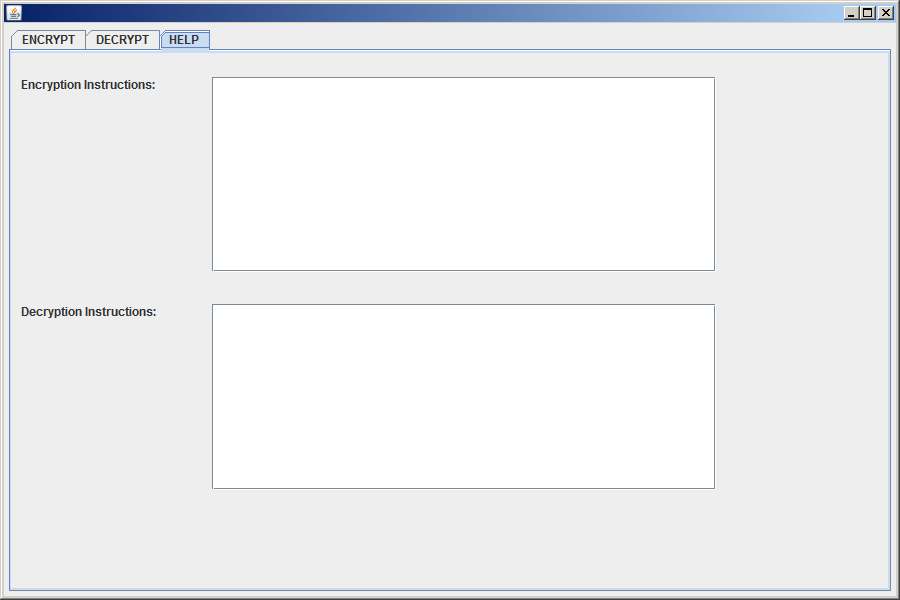 ENCRYPT DECRYPT HELP
Encryption Instructions:
Decryption Instructions: